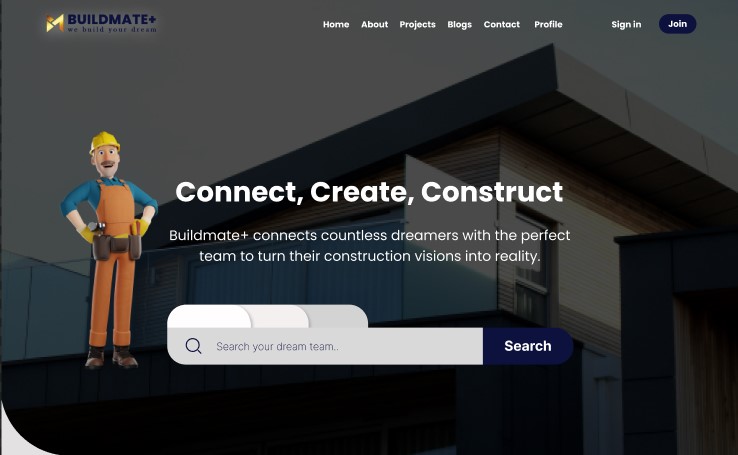 BUILDMATE+
we build your dream
Home About Projects Blogs Contact Profile Sign in Join
Connect, Create, Construct
Buildmate+ connects countless dreamers with the perfect
team to turn their construction visions into reality.
Search your dream team..
Search